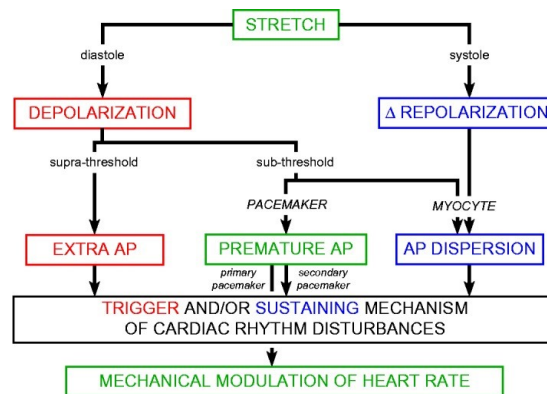 STRETCH
diastole
systole
DEPOLARIZATION
Δ REPOLARIZATION
supra-threshold
sub-threshold
PACEMAKER
MYOCYTE
EXTRA AP
PREMATURE AP
AP DISPERSION
primary
pacemaker
secondary
pacemaker
TRIGGER AND/OR SUSTAINING MECHANISM
OF CARDIAC RHYTHM DISTURBANCES
MECHANICAL MODULATION OF HEART RATE